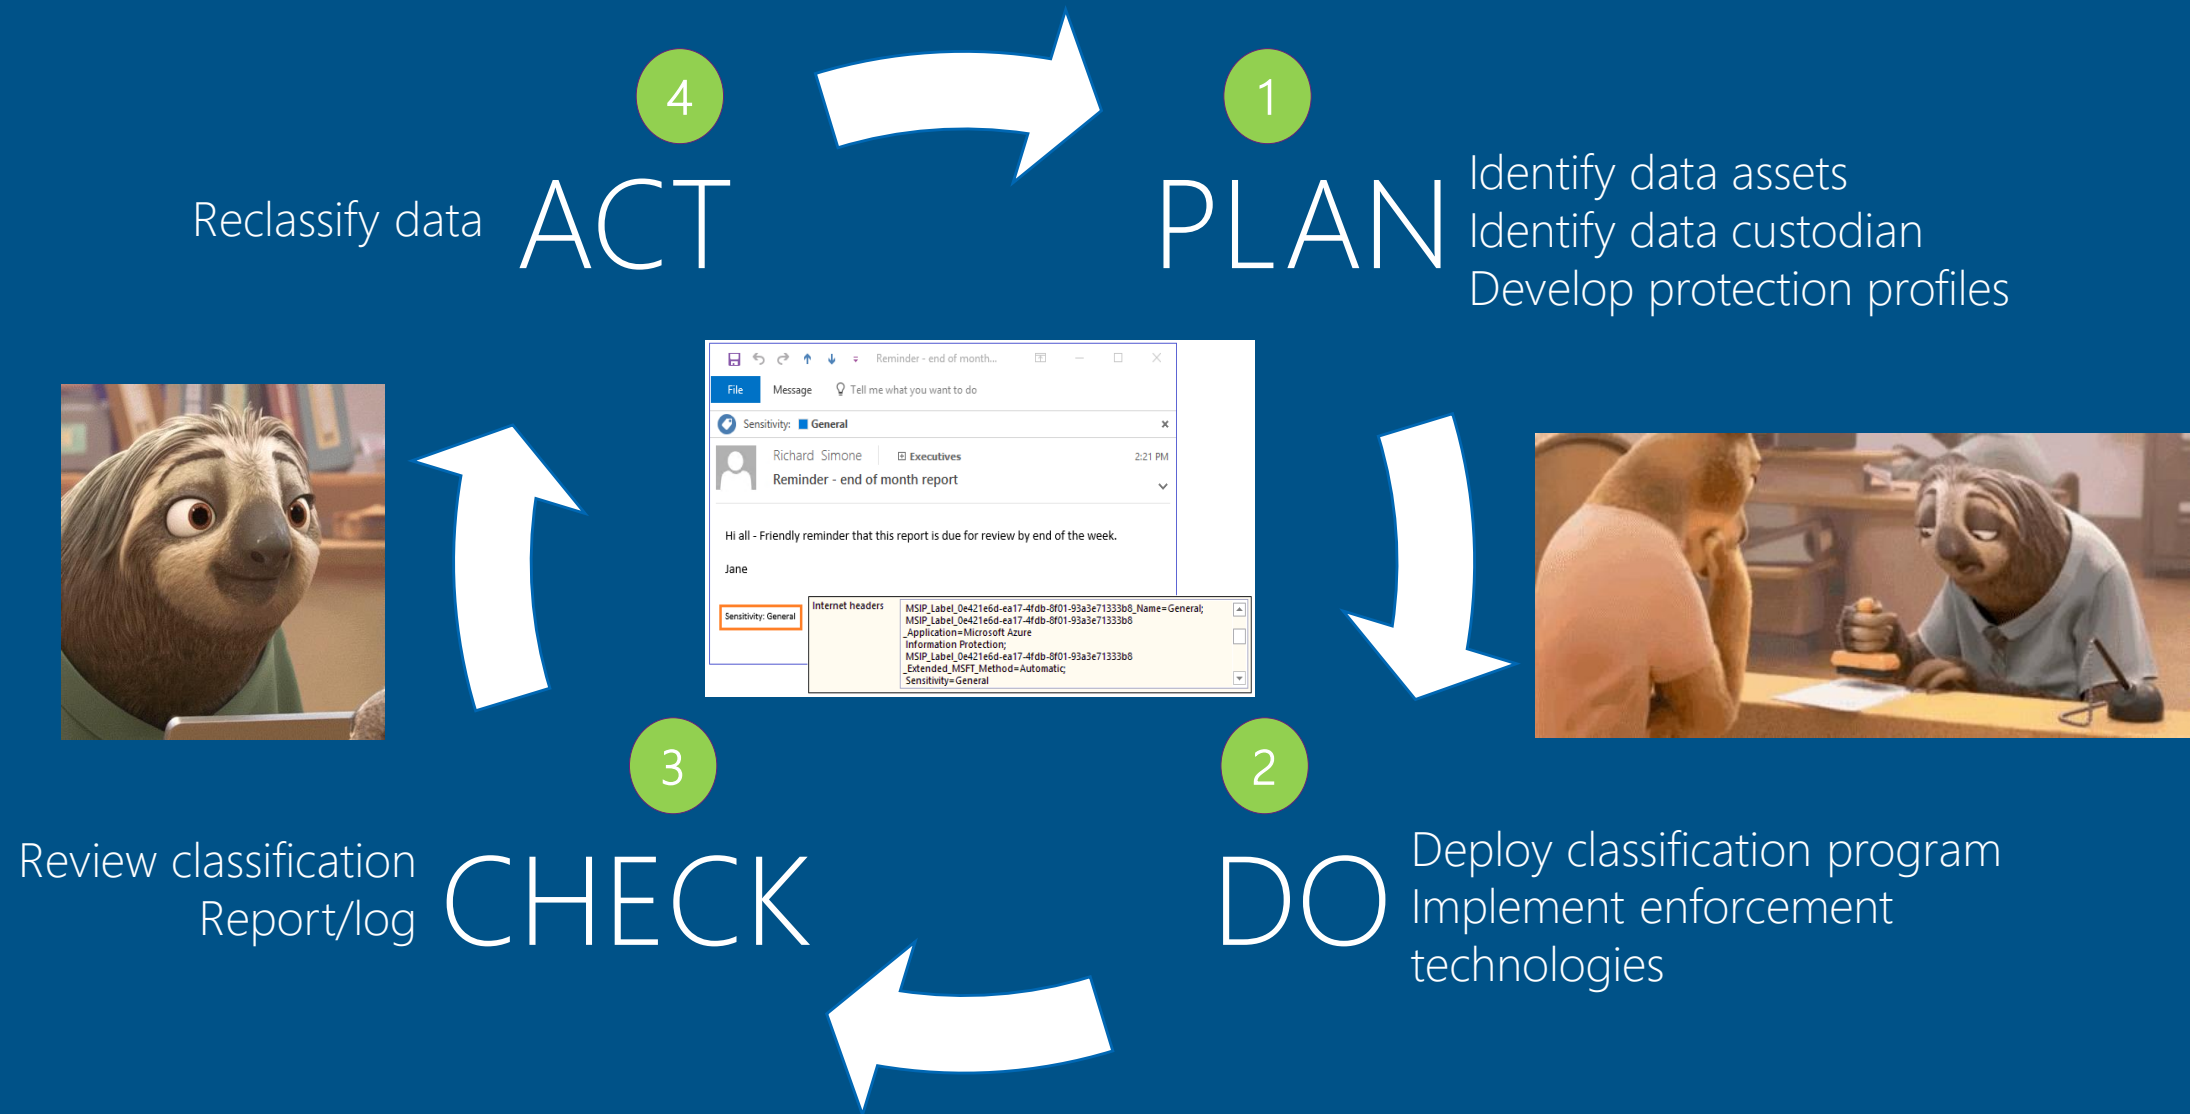 4
1
ACT
Reclassify data
PLAN
Identify data assets
Identify data custodian
Develop protection profiles
Reminder - end of month...
File Message Tell me what you want to do
Sensitivity: General
Richard Simone Executives 2:21 PM
Reminder - end of month report
Hi all - Friendly reminder that this report is due for review by end of the week.
Jane
Sensitivity: General
Internet headers
MSIP_Label_0e421e6d-ea17-4fdb-8f01-93a3e71333b8_Name=General;
MSIP_Label_0e421e6d-ea17-4fdb-8f01-93a3e71333b8
_Application=Microsoft Azure
Information Protection;
MSIP_Label_0e421e6d-ea17-4fdb-8f01-93a3e71333b8
_Extended_MSFT_Method=Automatic;
Sensitivity=General
3
2
CHECK
Review classification
Report/log
DO
Deploy classification program
Implement enforcement
technologies